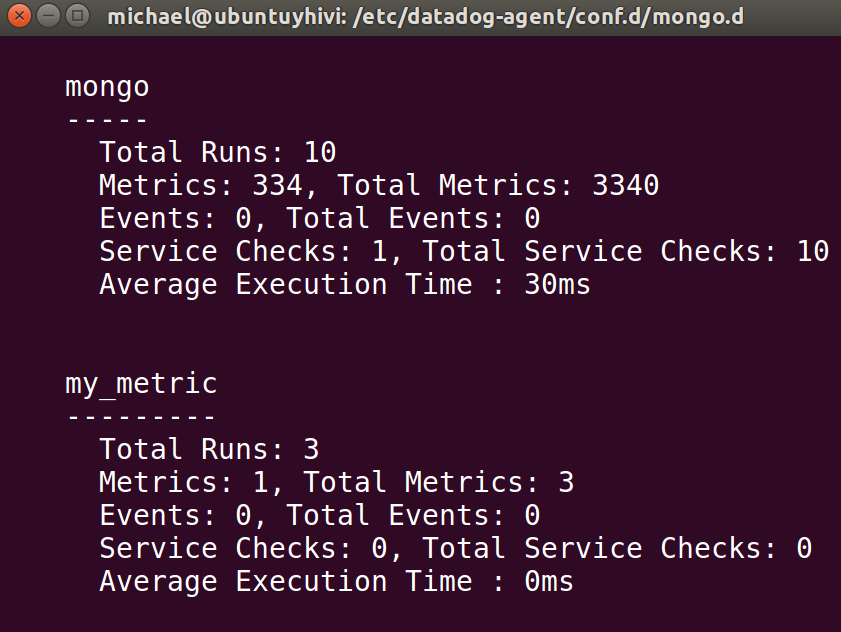 michael@ubuntuyhivi: /etc/datadog-agent/conf.d/mongo.d
mongo
-----
Total Runs: 10
Metrics: 334, Total Metrics: 3340
Events: 0, Total Events: 0
Service Checks: 1, Total Service Checks: 10
Average Execution Time : 30ms
my_metric
---------
Total Runs: 3
Metrics: 1, Total Metrics: 3
Events: 0, Total Events: 0
Service Checks: 0, Total Service Checks: 0
Average Execution Time : 0ms